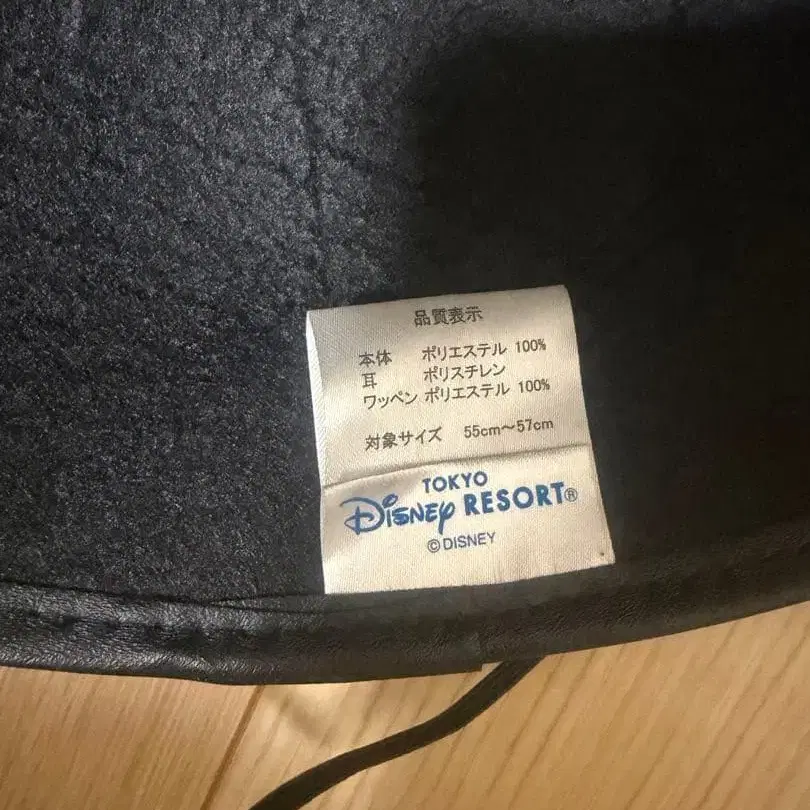 品質表示
本体 ポリエステル 100%
耳 ポリスチレン
ワッペン ポリエステル 100%
対象サイズ 55cm～57cm
TOKYO
Disney RESORT®
©DISNEY